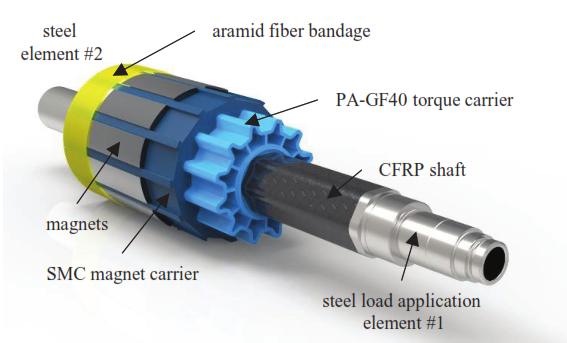 steel
element #2
aramid fiber bandage
PA-GF40 torque carrier
CFRP shaft
magnets
SMC magnet carrier
steel load application
element #1